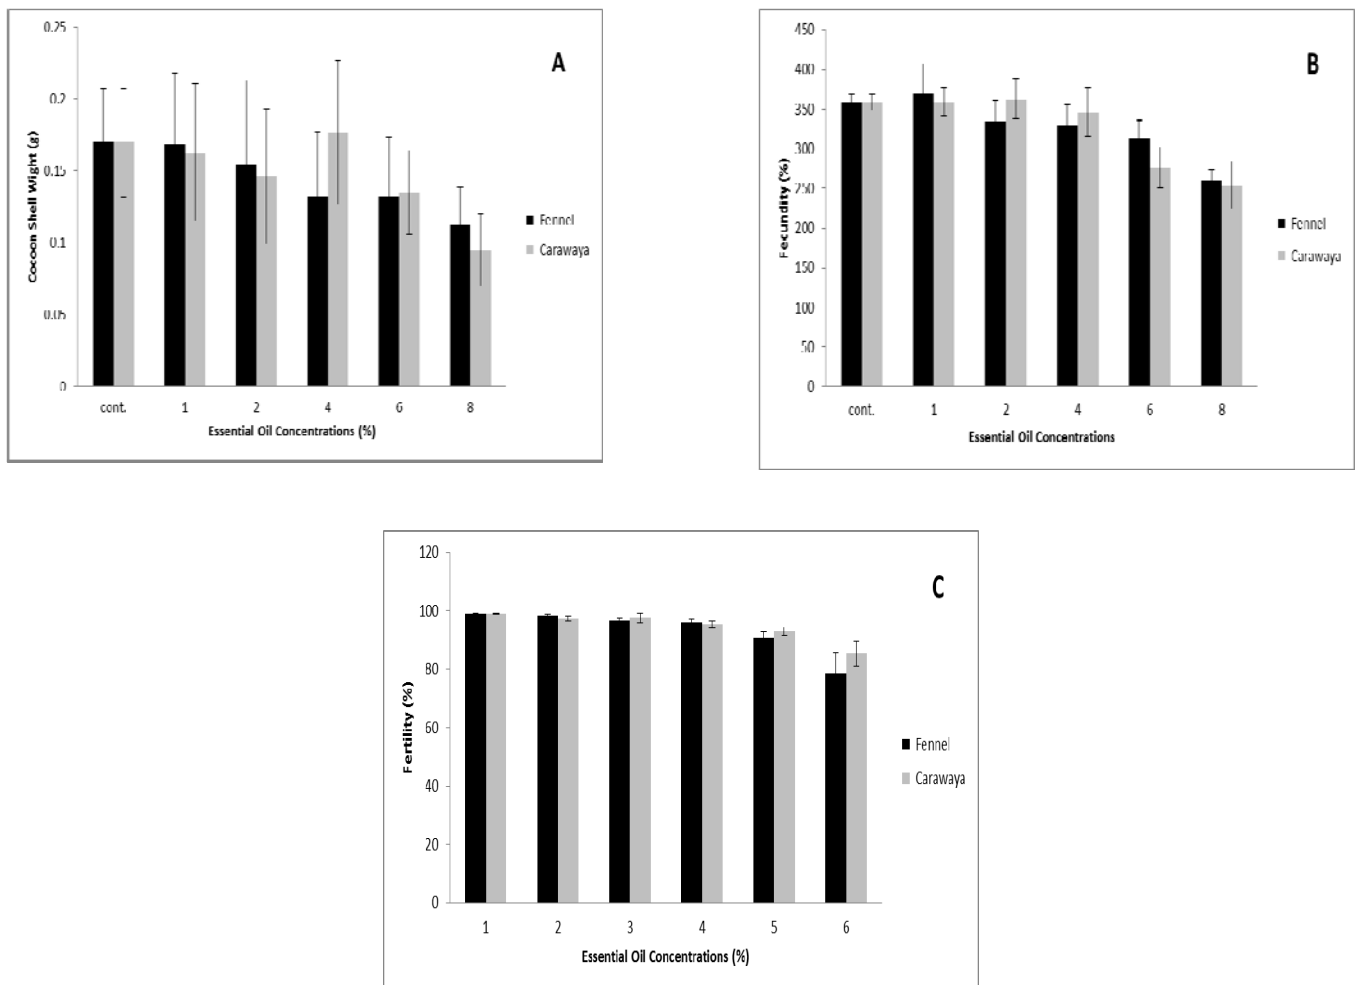 A
Cocoon Shell Wight (g)
0.25
0.2
0.15
0.1
0.05
0
cont. 1 2 4 6 8
Essential Oil Concentrations (%)
Fennel
Carawaya
B
Fecundity (%)
450
400
350
300
250
200
350
100
50
0
cont. 1 2 4 6 8
Essential Oil Concentrations
Fennel
Carawaya
C
Fertility (%)
120
100
80
60
40
20
0
1 2 3 4 5 6
Essential Oil Concentrations (%)
Fennel
Carawaya